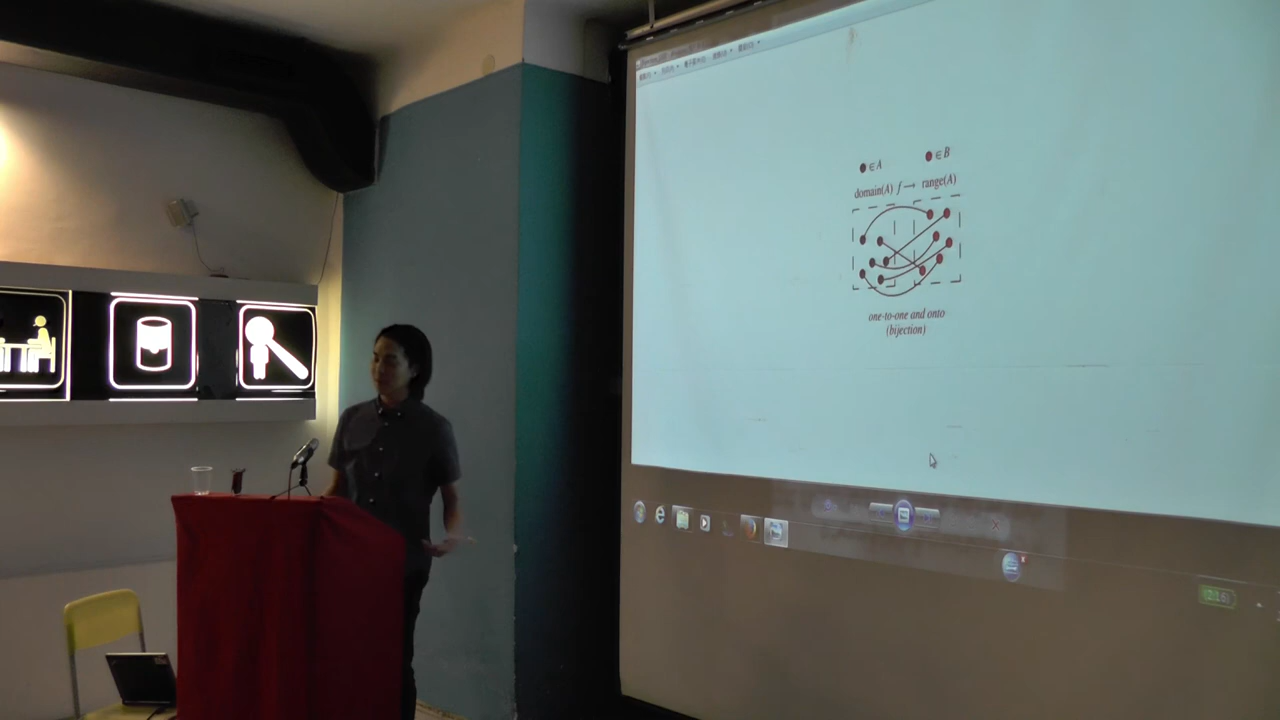 ∈A ∈B
domain(A) f → range(A)
one-to-one and onto
(bijection)